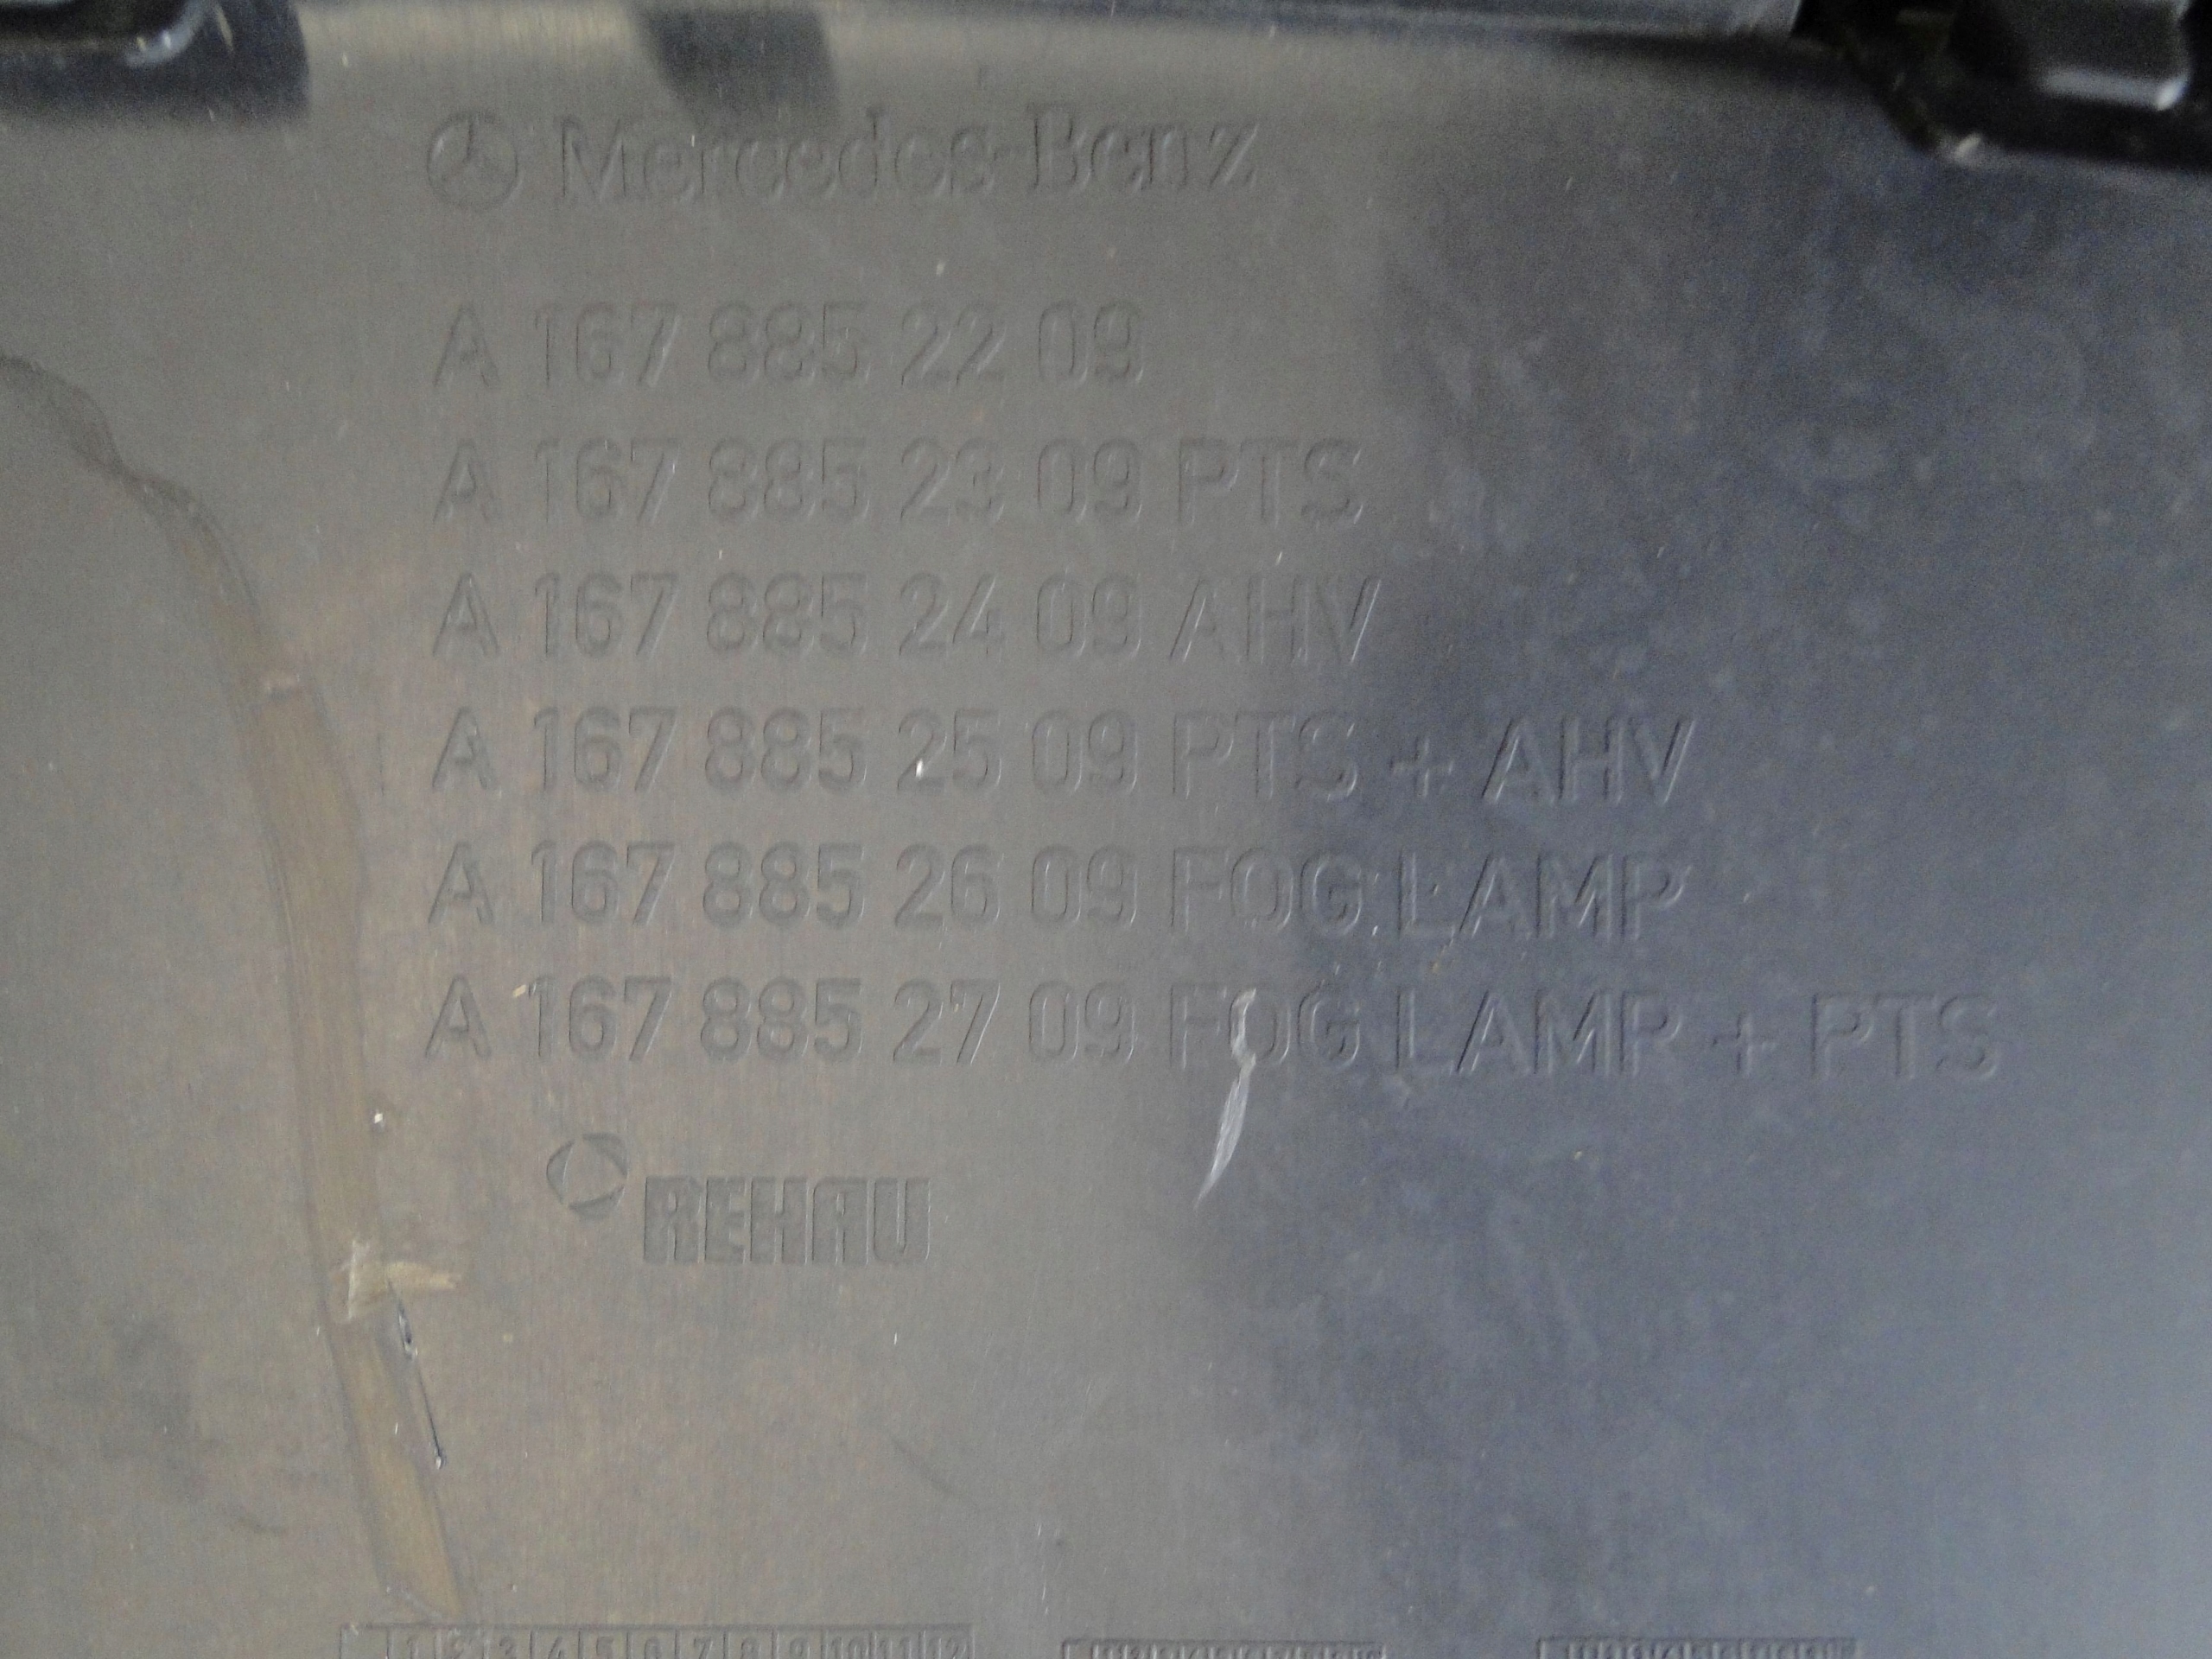 Mercedes-Benz
A 167 885 22 09
A 167 885 23 09 PTS
A 167 885 24 09 AHV
A 167 885 25 09 PTS + AHV
A 167 885 26 09 FOG LAMP
A 167 885 27 09 FOG LAMP + PTS
REHAU
1 2 3 4 5 6 7 8 9 10 11 12